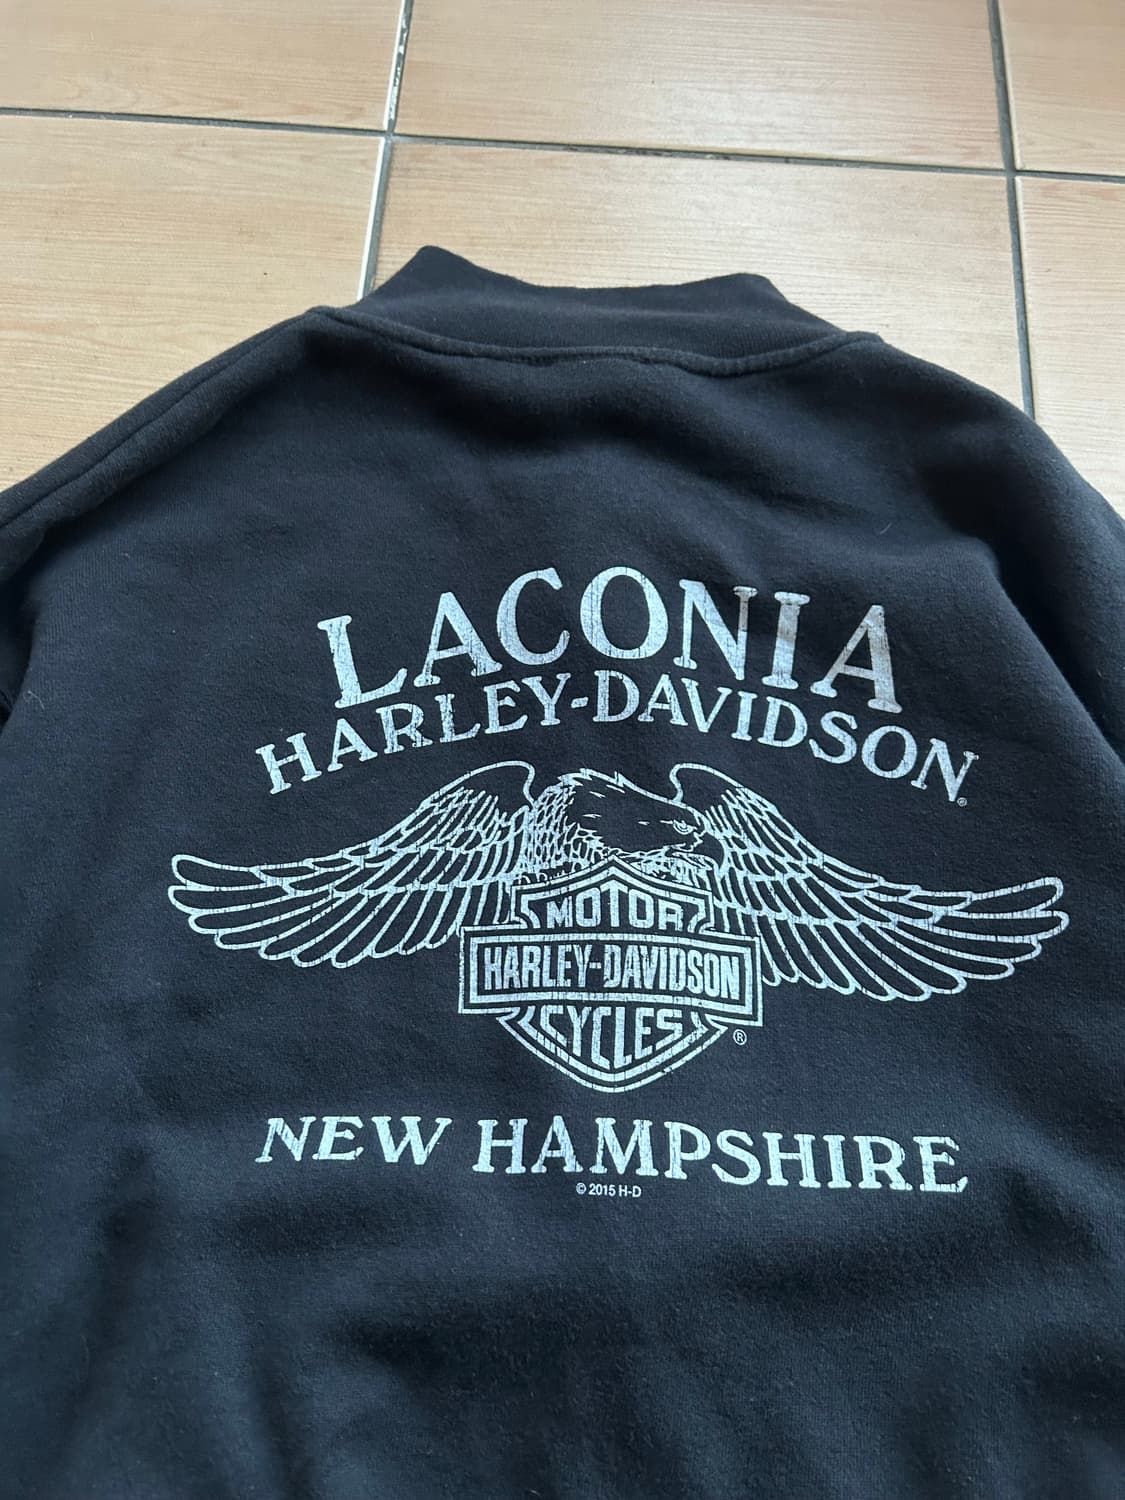 LACONIA
HARLEY-DAVIDSON®
MOTOR
HARLEY-DAVIDSON
CYCLES
®
NEW HAMPSHIRE
© 2015 H-D